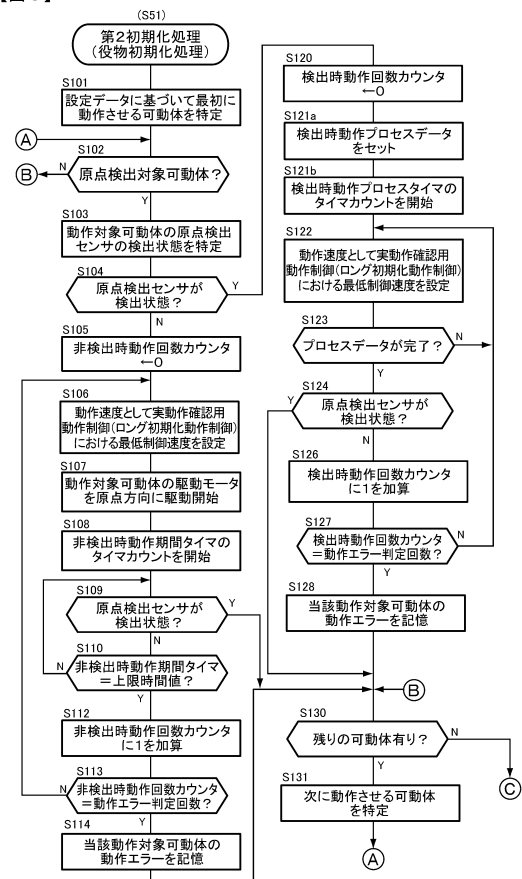 (S51)
第2初期化処理
(役物初期化処理)
S101
設定データに基づいて最初に
動作させる可動体を特定
A
S102
原点検出対象可動体?
N
B
Y
S103
動作対象可動体の原点検出
センサの検出状態を特定
S104
原点検出センサが
検出状態?
Y
N
S105
非検出時動作回数カウンタ
←0
S106
動作速度として実動作確認用
動作制御(ロング初期化動作制御)
における最低制御速度を設定
S107
動作対象可動体の駆動モータ
を原点方向に駆動開始
S108
非検出時動作期間タイマの
タイマカウントを開始
S109
原点検出センサが
検出状態?
Y
N
S110
非検出時動作期間タイマ
=上限時間値?
N
Y
S112
非検出時動作回数カウンタ
に1を加算
S113
非検出時動作回数カウンタ
=動作エラー判定回数?
N
Y
S114
当該動作対象可動体の
動作エラーを記憶
S120
検出時動作回数カウンタ
←0
S121a
検出時動作プロセスデータ
をセット
S121b
検出時動作プロセスタイマの
タイマカウントを開始
S122
動作速度として実動作確認用
動作制御(ロング初期化動作制御)
における最低制御速度を設定
S123
プロセスデータが完了?
N
Y
S124
原点検出センサが
検出状態?
Y
N
S126
検出時動作回数カウンタ
に1を加算
S127
検出時動作回数カウンタ
=動作エラー判定回数?
N
Y
S128
当該動作対象可動体の
動作エラーを記憶
B
S130
残りの可動体有り?
N
C
Y
S131
次に動作させる可動体
を特定
A